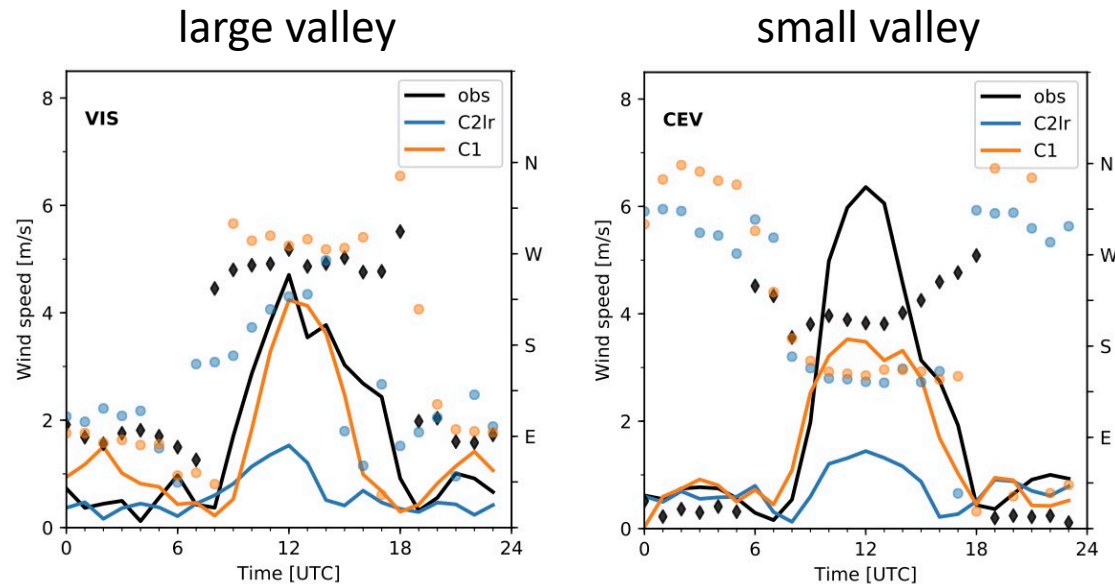 large valley
small valley
VIS
obs
C2lr
C1
Wind speed [m/s]
8
6
4
2
0
N
W
S
E
0
6
12
18
24
Time [UTC]
CEV
obs
C2lr
C1
Wind speed [m/s]
8
6
4
2
0
N
W
S
E
0
6
12
18
24
Time [UTC]